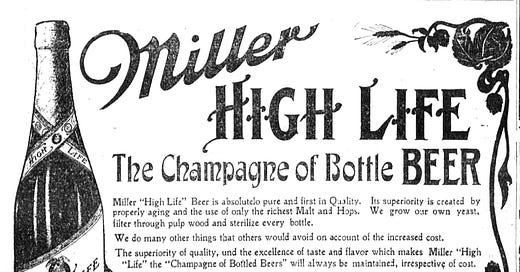 Miller
HIGH LIFE
The Champagne of Bottle BEER
HIGH LIFE
Miller "High Life" Beer is absolutelo pure and first in Quality. Its superiority is created by
properly aging and the use of only the richest Malt and Hops. We grow our own yeast,
filter through pulp wood and sterilize every bottle.
We do many other things that others would avoid on account of the increased cost.
The superiority of quality, und the excellence of taste and flavor which makes Miller "High
"Life" the "Champagne of Bottled Beers" will always be maintained, irrespective of cost.
LIFE